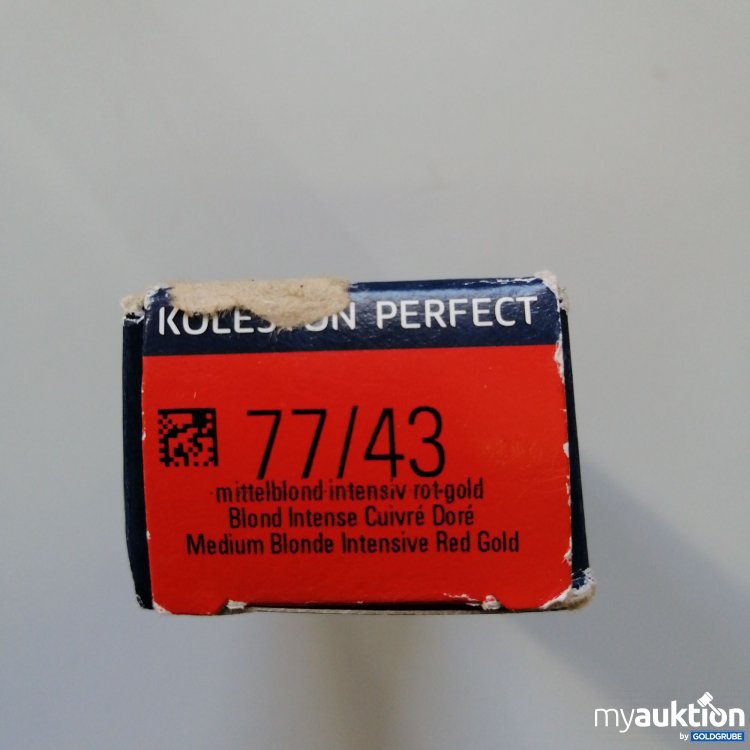 KOLESTON PERFECT
77/43
mittelblond intensiv rot-gold
Blond Intense Cuivré Doré
Medium Blonde Intensive Red Gold
myauktion
by GOLDGRUBE